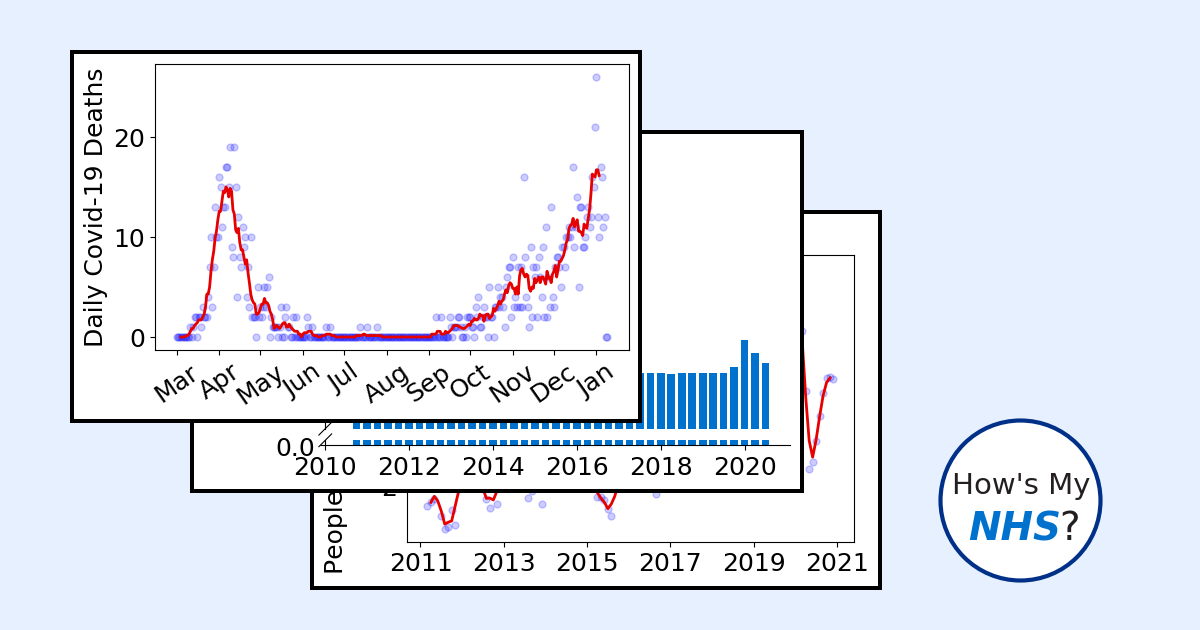 Daily Covid-19 Deaths
20
10
0
Mar Apr May Jun Jul Aug Sep Oct Nov Dec Jan
0.0
2010 2012 2014 2016 2018 2020
People
2011 2013 2015 2017 2019 2021
How's My
NHS?